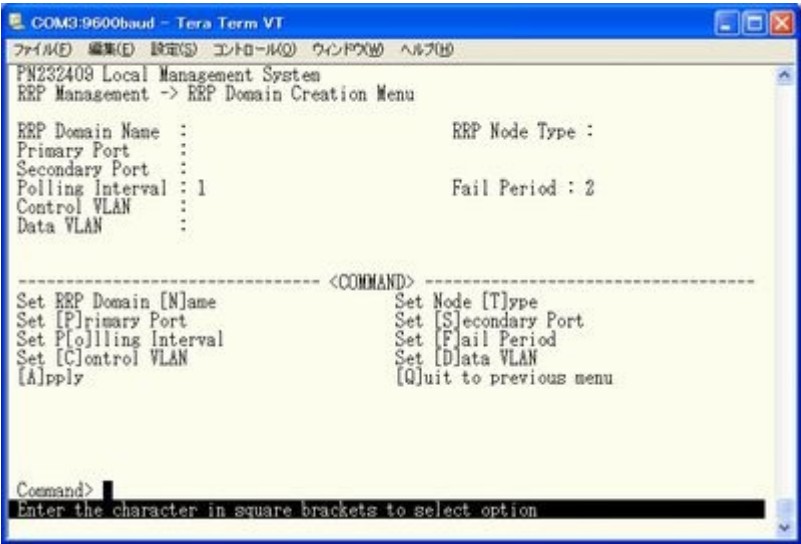 COM3:9600baud - Tera Term VT
ファイル(F) 編集(E) 設定(S) コントロール(O) ウィンドウ(W) ヘルプ(H)
PN232409 Local Management System
RRP Management -> RRP Domain Creation Menu
RRP Domain Name : RRP Node Type :
Primary Port :
Secondary Port :
Polling Interval : 1 Fail Period : 2
Control VLAN :
Data VLAN :
-------------------------------- <COMMAND> -----------------------------------
Set RRP Domain [N]ame Set Node [T]ype
Set [P]rimary Port Set [S]econdary Port
Set P[o]lling Interval Set [F]ail Period
Set [C]ontrol VLAN Set [D]ata VLAN
[A]pply [Q]uit to previous menu
Command>
Enter the character in square brackets to select option